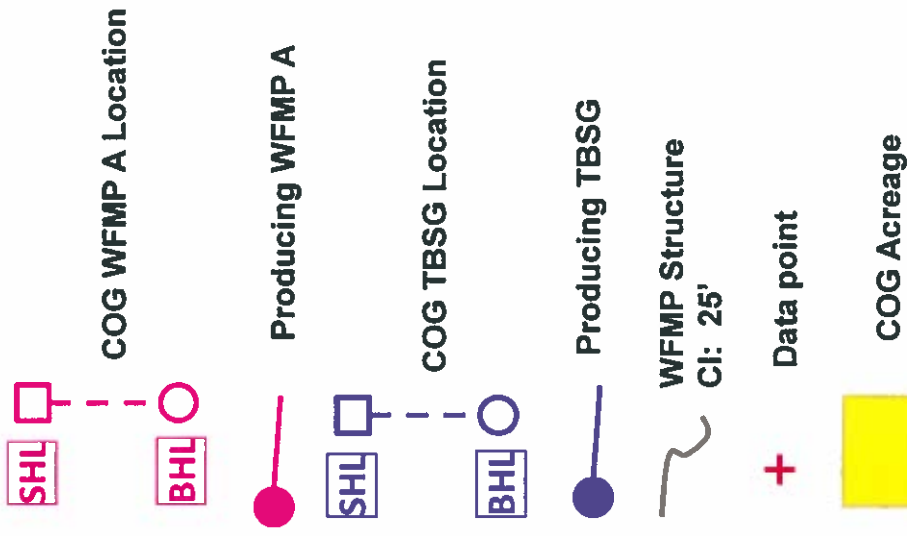 SHL
BHL
COG WFMP A Location
Producing WFMP A
SHL
BHL
COG TBSG Location
Producing TBSG
WFMP Structure
CI: 25'
Data point
COG Acreage